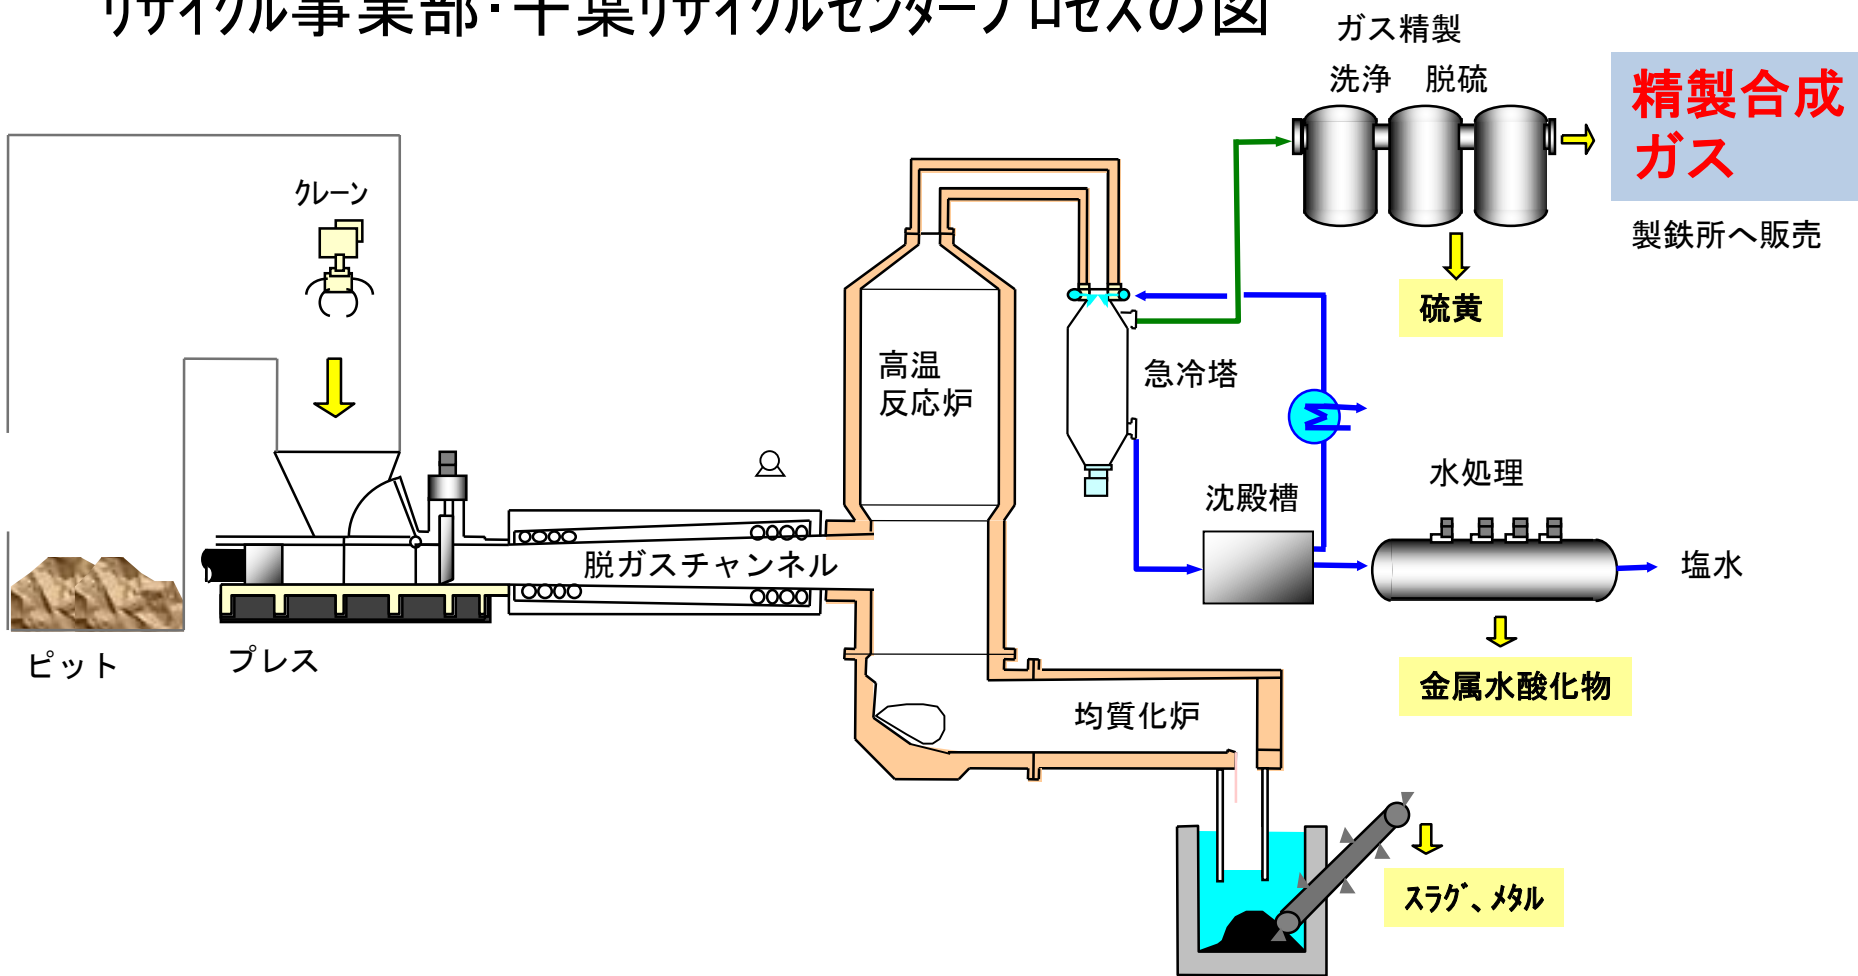 リサイクル事業部・千葉リサイクルセンタープロセスの図
ガス精製
洗浄 脱硫
精製合成
ガス
製鉄所へ販売
硫黄
クレーン
高温
反応炉
急冷塔
沈殿槽
水処理
塩水
脱ガスチャンネル
ピット
プレス
均質化炉
金属水酸化物
スラグ、メタル